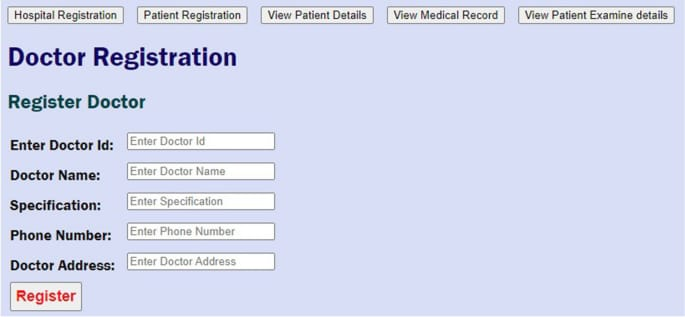 Hospital Registration Patient Registration View Patient Details View Medical Record View Patient Examine details
Doctor Registration
Register Doctor
Enter Doctor Id: Enter Doctor Id
Doctor Name: Enter Doctor Name
Specification: Enter Specification
Phone Number: Enter Phone Number
Doctor Address: Enter Doctor Address
Register